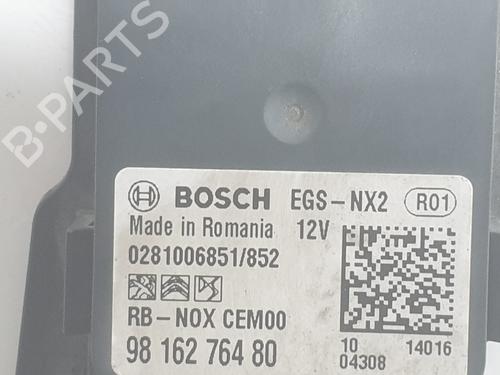 B-PARTS
BOSCH EGS-NX2 R01
Made in Romania 12V
0281006851/852
RB-NOX CEM00
98 162 764 80
10 14016
04308